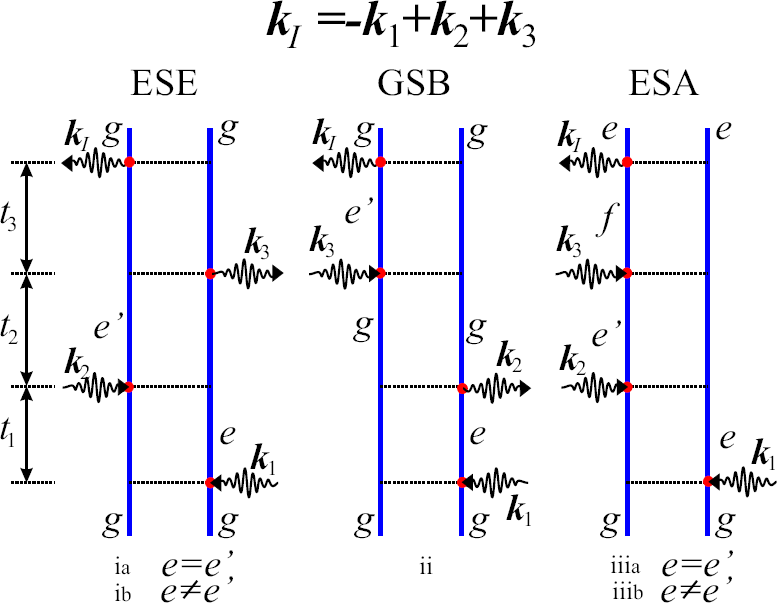 k_I =-k_1+k_2+k_3
ESE GSB ESA
k_I g g k_I g g k_I e e
t_3 e' f
k_3 k_3 k_3
t_2 e' g g e'
k_2 k_2 k_2
t_1 e e e
k_1 k_1 k_1
g g g g g g
ia e=e' ii iiia e=e'
ib e≠e' iiib e≠e'